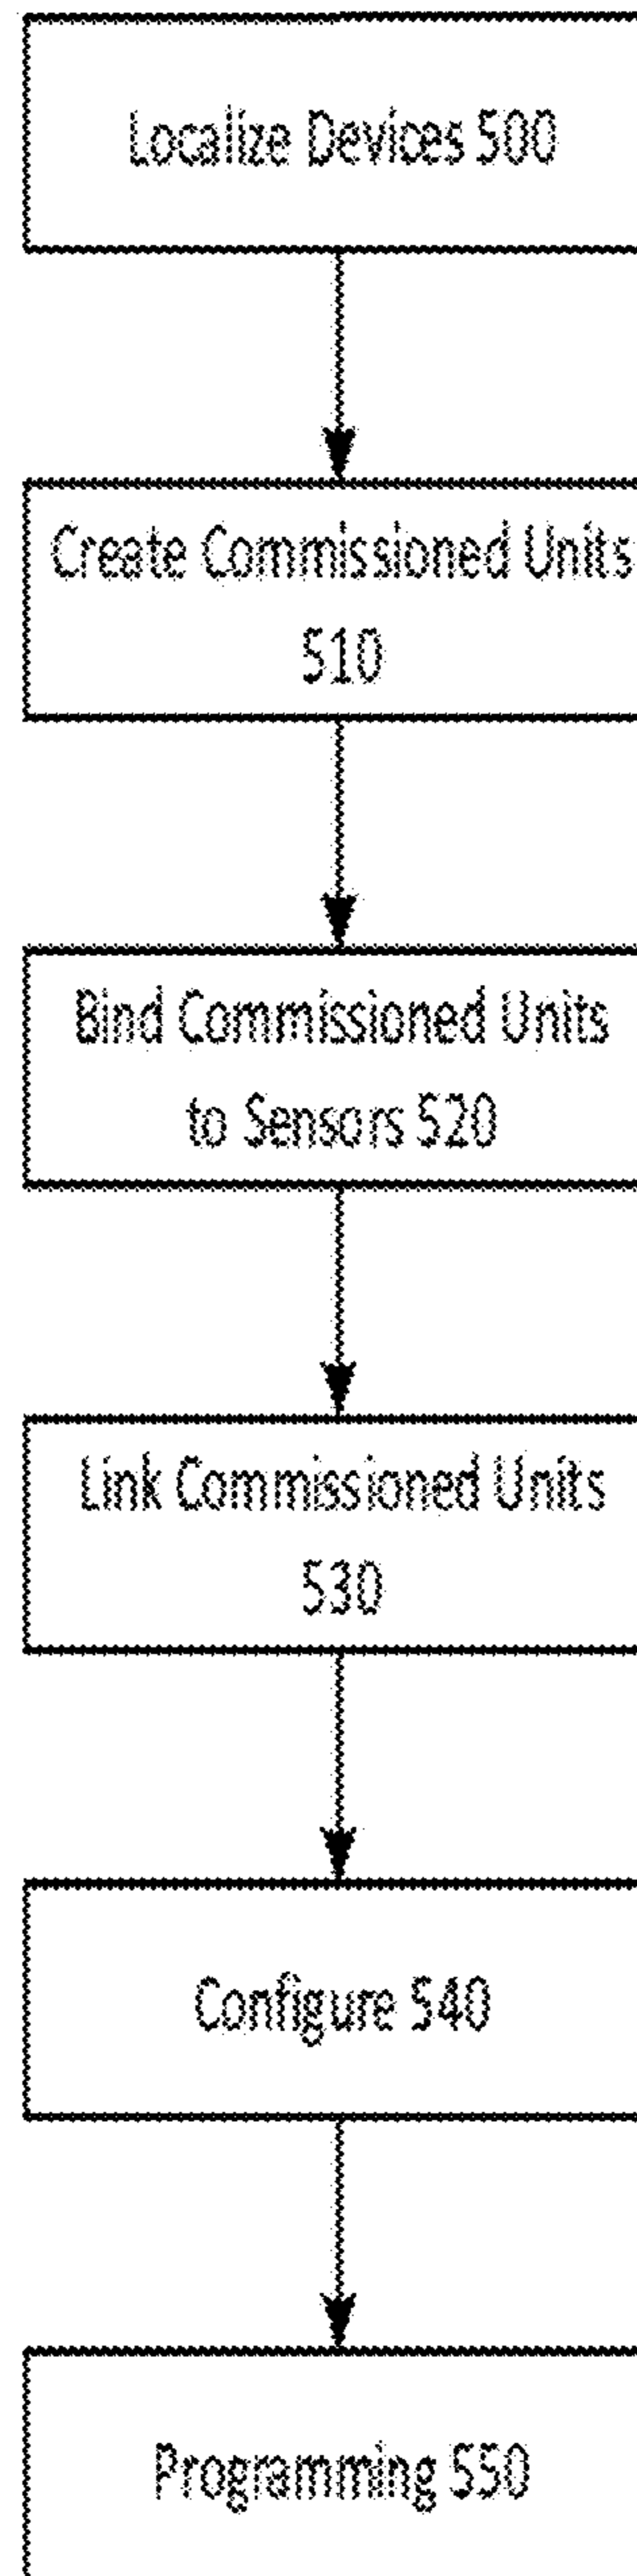 Localize Devices 500
Create Commissioned Units
510
Bind Commissioned Units
to Sensors 520
Link Commissioned Units
530
Configure 540
Programming 550